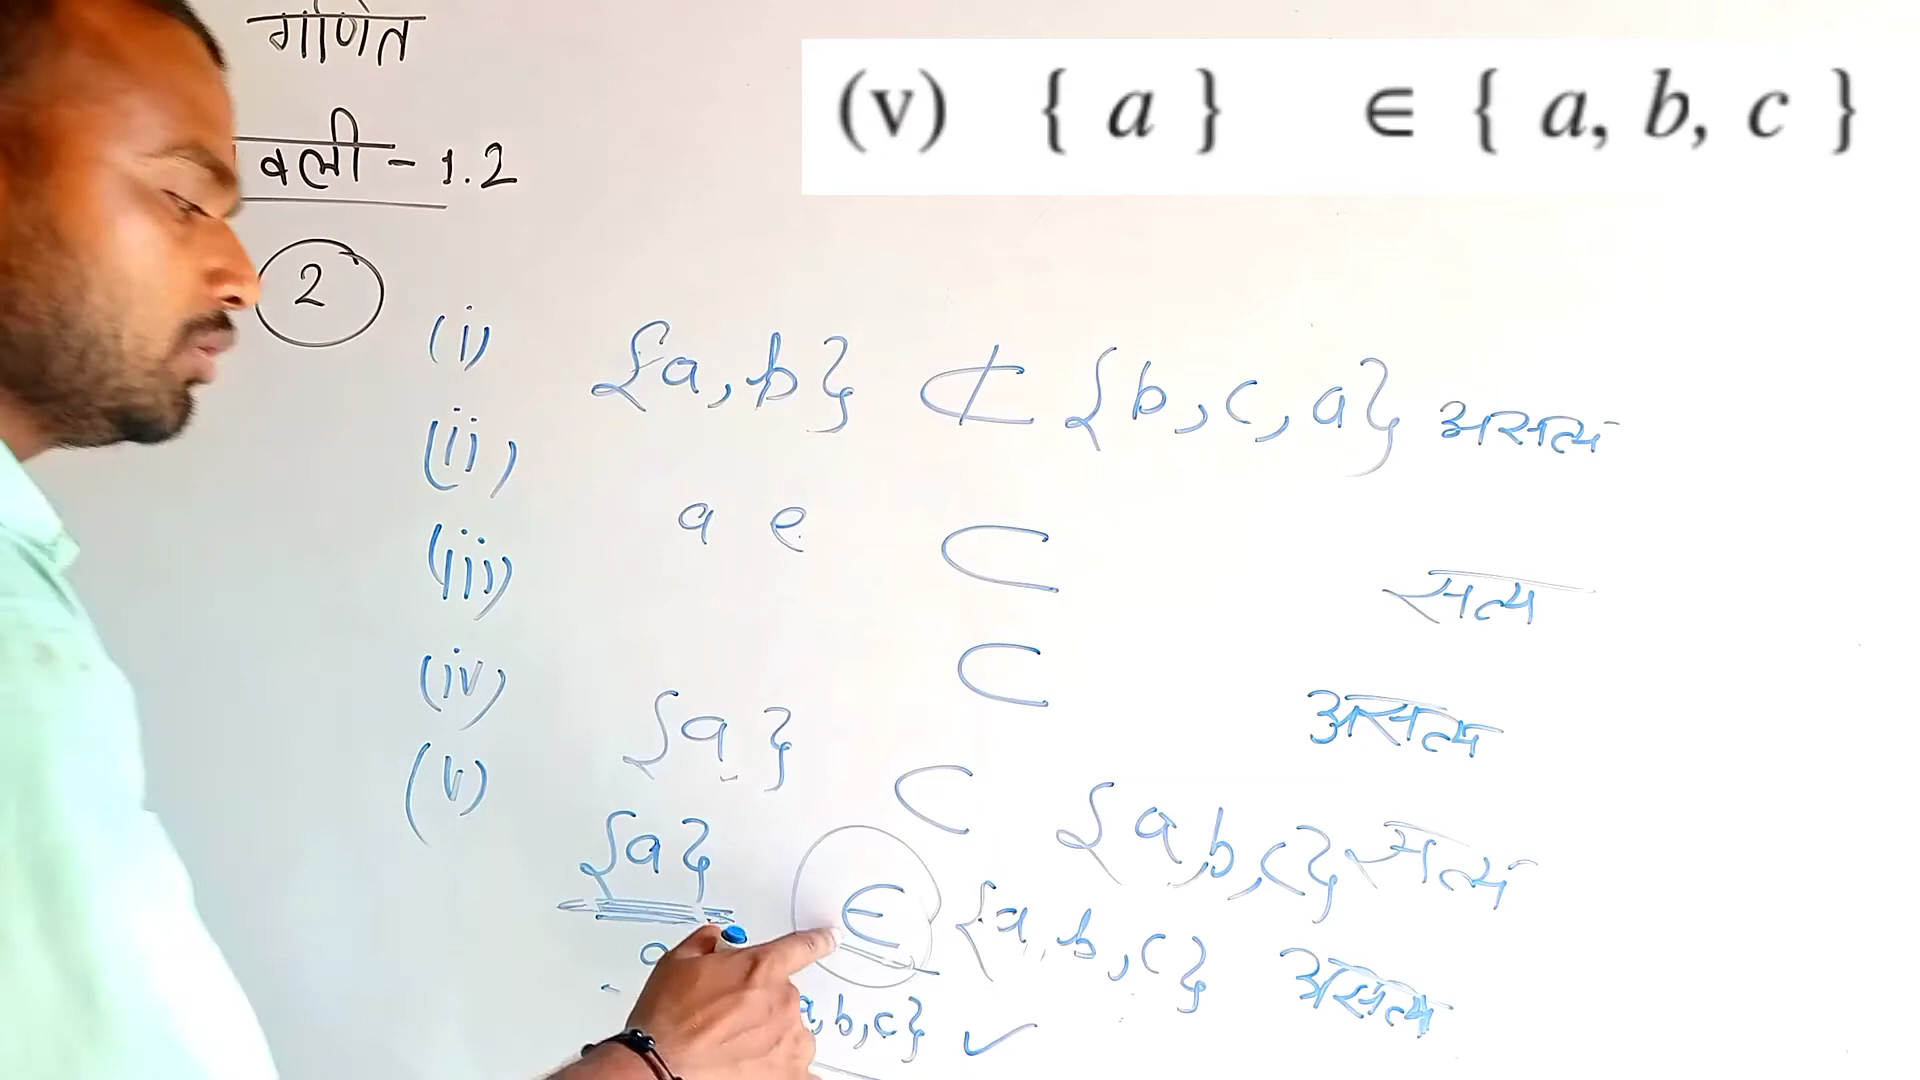 गणित
वली - 1.2
(v) { a } ∈ { a, b, c }
2
(i) {a, b} ⊄ {b, c, a} असत्य
(ii) a e ⊂ सत्य
(iii) ⊂ असत्य
(iv) {a} ⊂ {a, b, c} सत्य
(v) {a} ∈ {a, b, c} असत्य
a, b, c} ✓